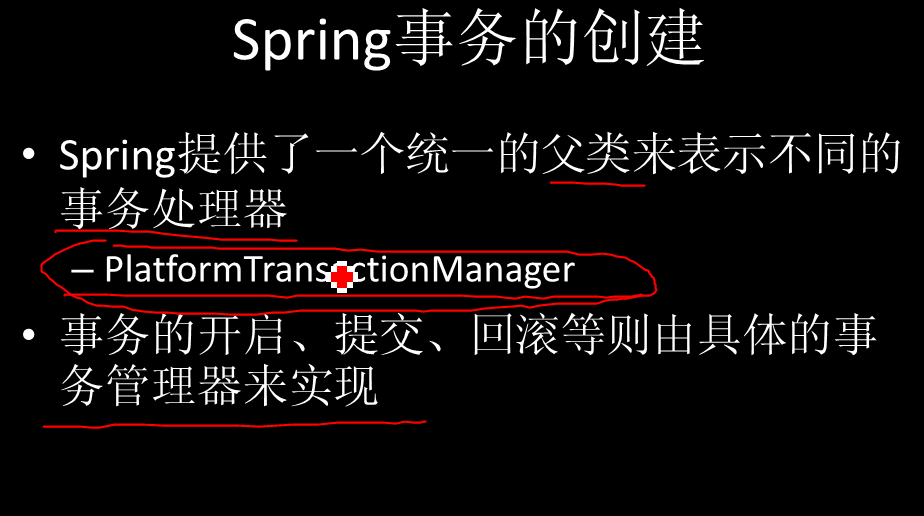 Spring事务的创建
• Spring提供了一个统一的父类来表示不同的
事务处理器
– PlatformTransactionManager
• 事务的开启、提交、回滚等则由具体的事
务管理器来实现